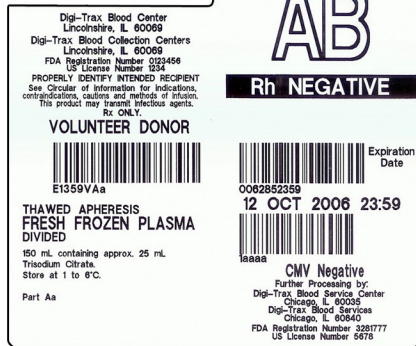 Digi-Trax Blood Center
Lincolnshire, IL 60069
Digi-Trax Blood Collection Centers
Lincolnshire, IL 60069
FDA Registration Number 0123456
US License Number 1234
PROPERLY IDENTIFY INTENDED RECIPIENT
See Circular of Information for indications,
contraindications, cautions and methods of infusion.
This product may transmit infectious agents.
Rx ONLY.
VOLUNTEER DONOR
E1359VAa
THAWED APHERESIS
FRESH FROZEN PLASMA
DIVIDED
150 mL containing approx. 25 mL
Trisodium Citrate.
Store at 1 to 6°C.
Part Aa
AB
Rh NEGATIVE
Expiration
Date
0062852359
12 OCT 2006 23:59
1aaaa
CMV Negative
Further Processing by:
Digi-Trax Blood Service Center
Chicago, IL 60035
Digi-Trax Blood Services
Chicago, IL 60640
FDA Registration Number 3281777
US License Number 5678